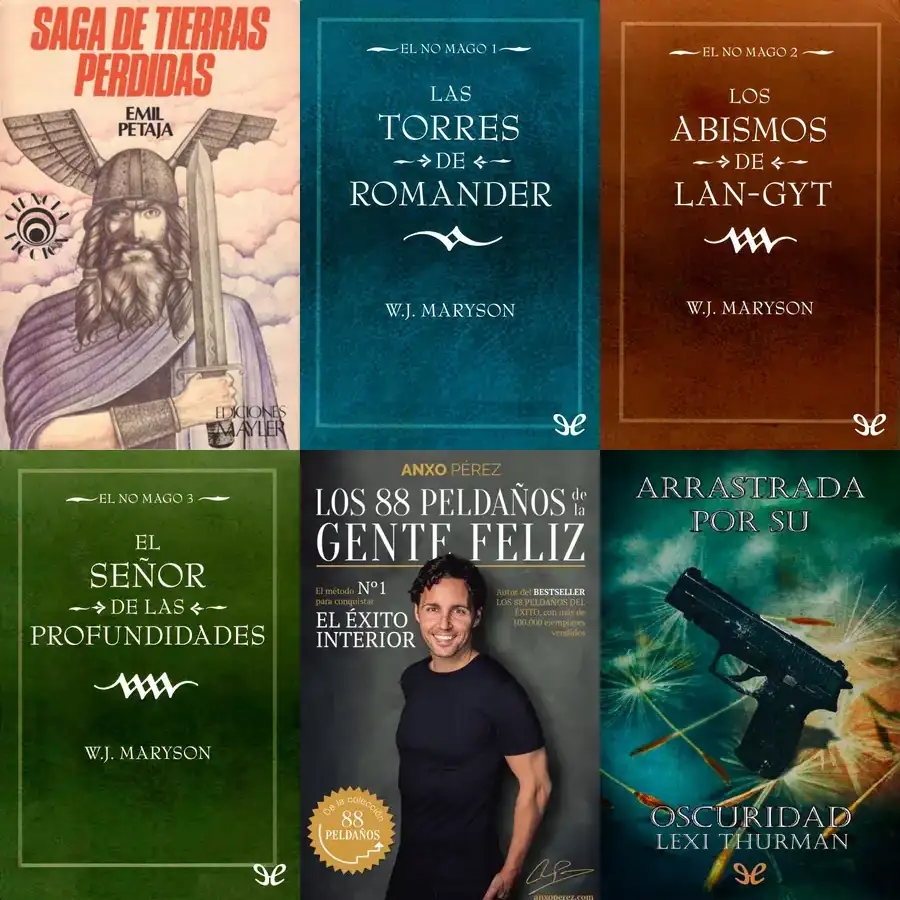 SAGA DE TIERRAS
PERDIDAS
EMIL
PETAJA
CIENCIA
FICCION
EDICIONES
MAYLER
EL NO MAGO 1
LAS
TORRES
DE
ROMANDER
W.J. MARYSON
EL NO MAGO 2
LOS
ABISMOS
DE
LAN-GYT
W.J. MARYSON
EL NO MAGO 3
EL
SEÑOR
DE LAS
PROFUNDIDADES
W.J. MARYSON
ANXO PÉREZ
LOS 88 PELDAÑOS de la
GENTE FELIZ
El método Nº1
para conquistar
EL ÉXITO
INTERIOR
Autor del BESTSELLER
LOS 88 PELDAÑOS DEL
ÉXITO, con más de
100.000 ejemplares
vendidos
De la colección
88
PELDAÑOS
anxoperez.com
ARRASTRADA
POR SU
OSCURIDAD
LEXI THURMAN